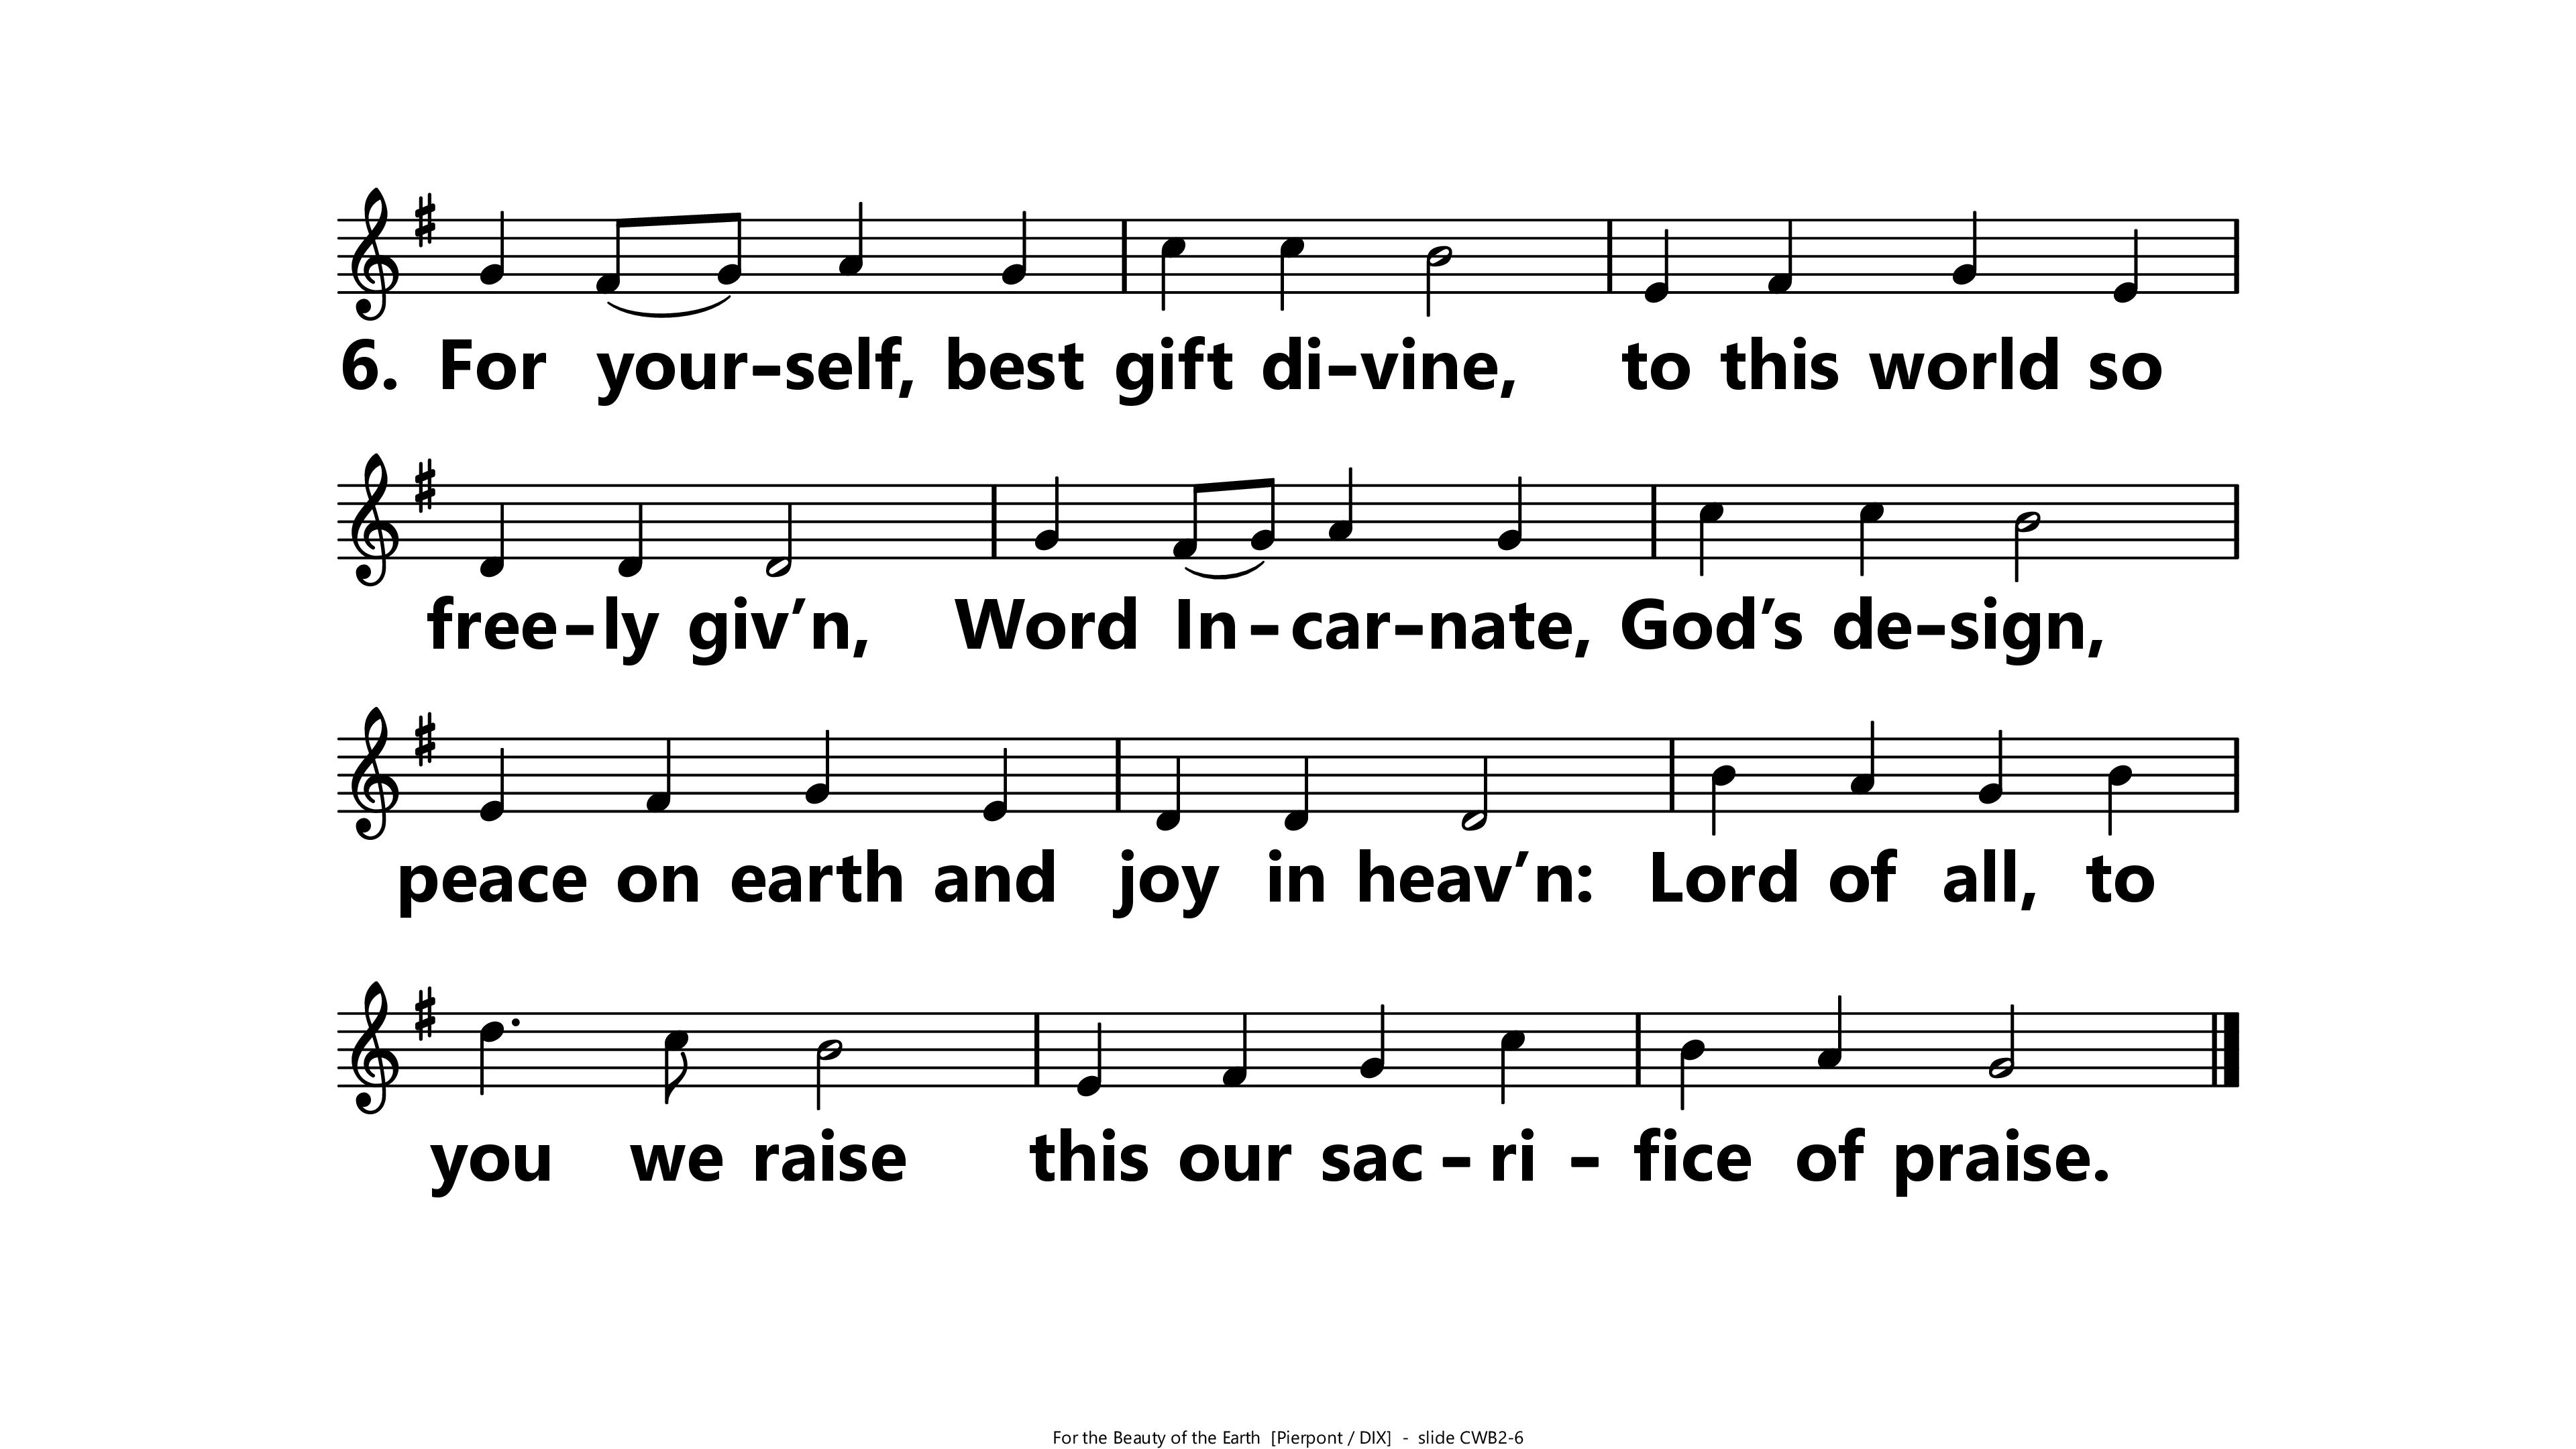 6. For your-self, best gift di-vine, to this world so
free-ly giv’n, Word In-car-nate, God’s de-sign,
peace on earth and joy in heav’n: Lord of all, to
you we raise this our sac-ri-fice of praise.
For the Beauty of the Earth [Pierpont / DIX] - slide CWB2-6